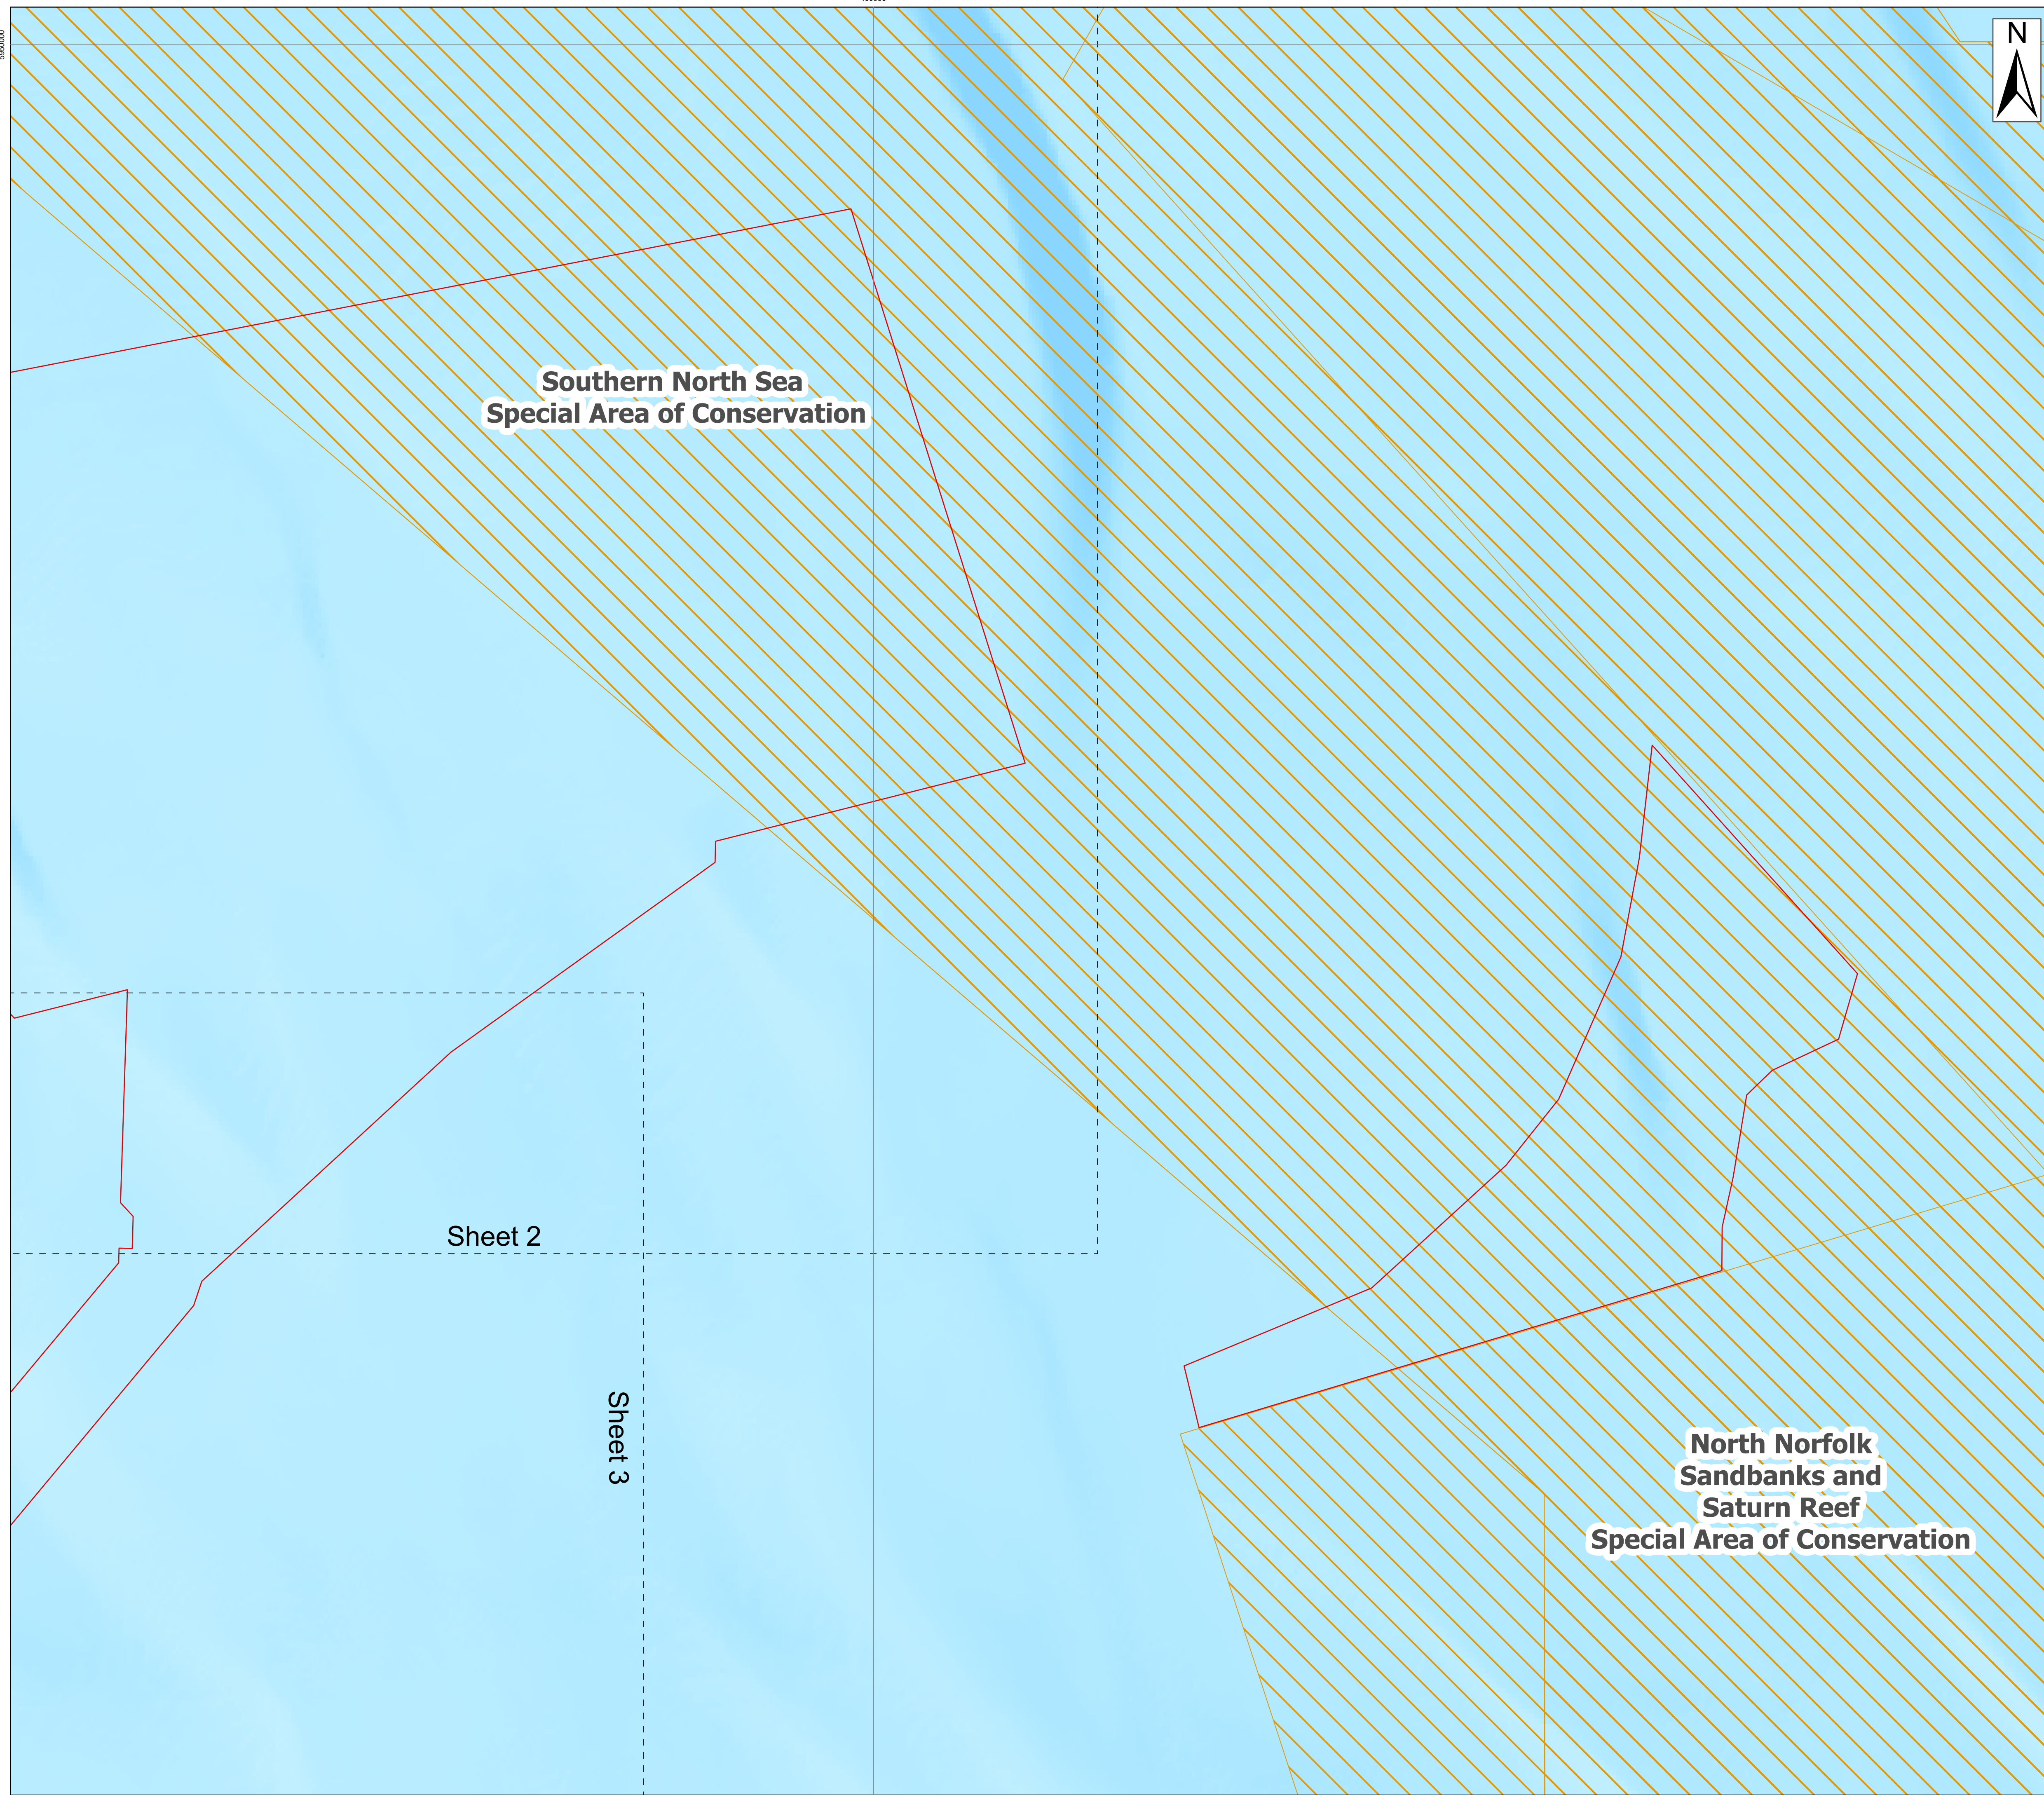 N
Southern North Sea
Special Area of Conservation
Sheet 2
Sheet 3
North Norfolk
Sandbanks and
Saturn Reef
Special Area of Conservation